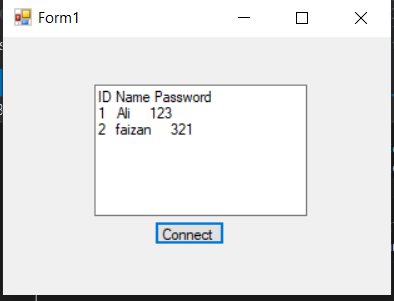 Form1
ID Name Password
1 Ali 123
2 faizan 321
Connect